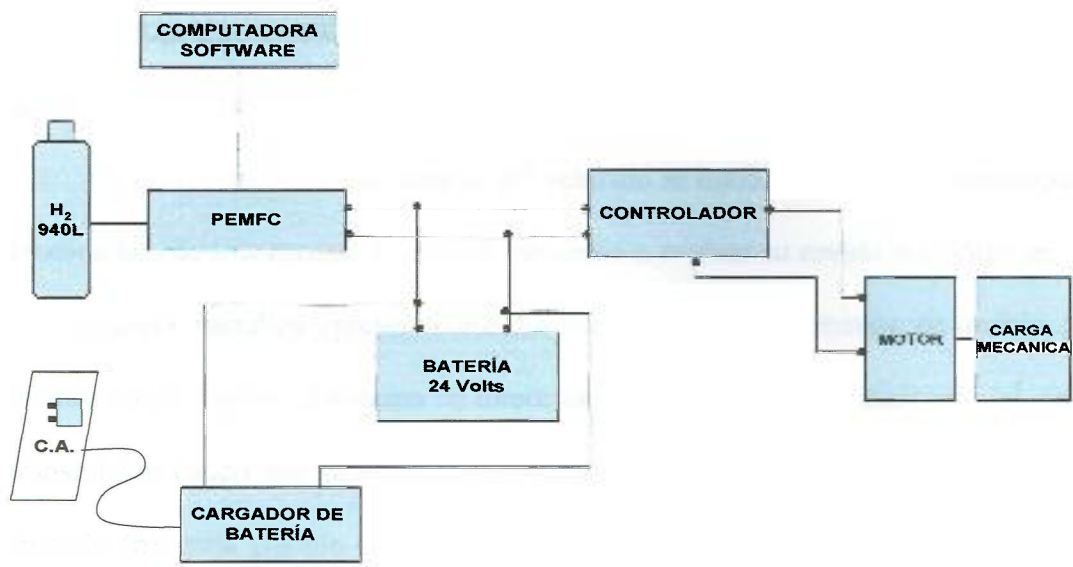 COMPUTADORA
SOFTWARE
H₂
940L
PEMFC
CONTROLADOR
BATERÍA
24 Volts
MOTOR
CARGA
MECANICA
C.A.
CARGADOR DE
BATERÍA